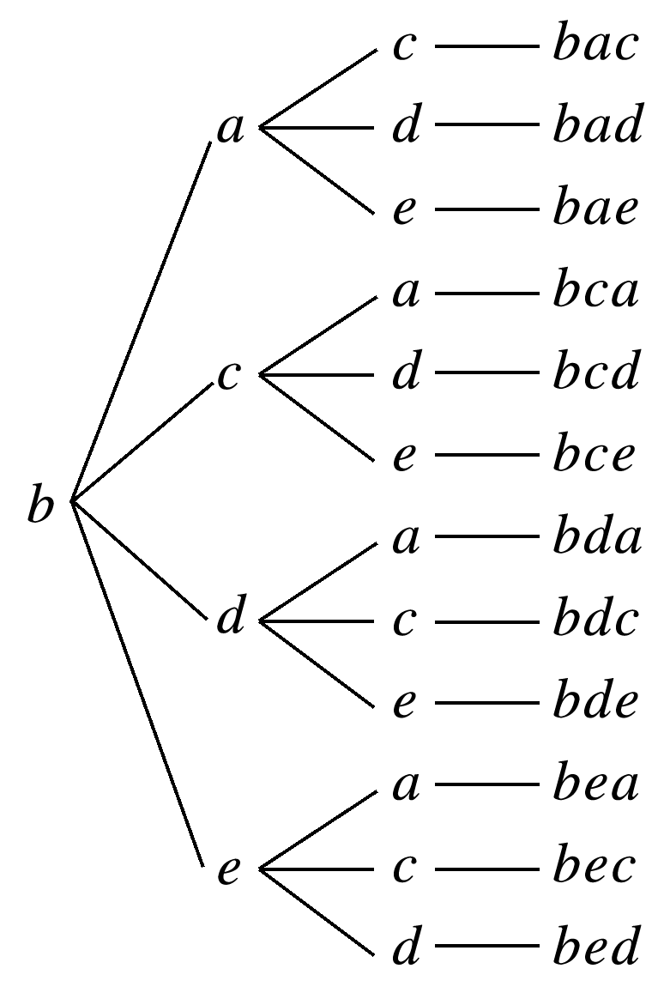 c bac
a d bad
e bae
a bca
c d bcd
e bce
b
a bda
d c bdc
e bde
a bea
e c bec
d bed